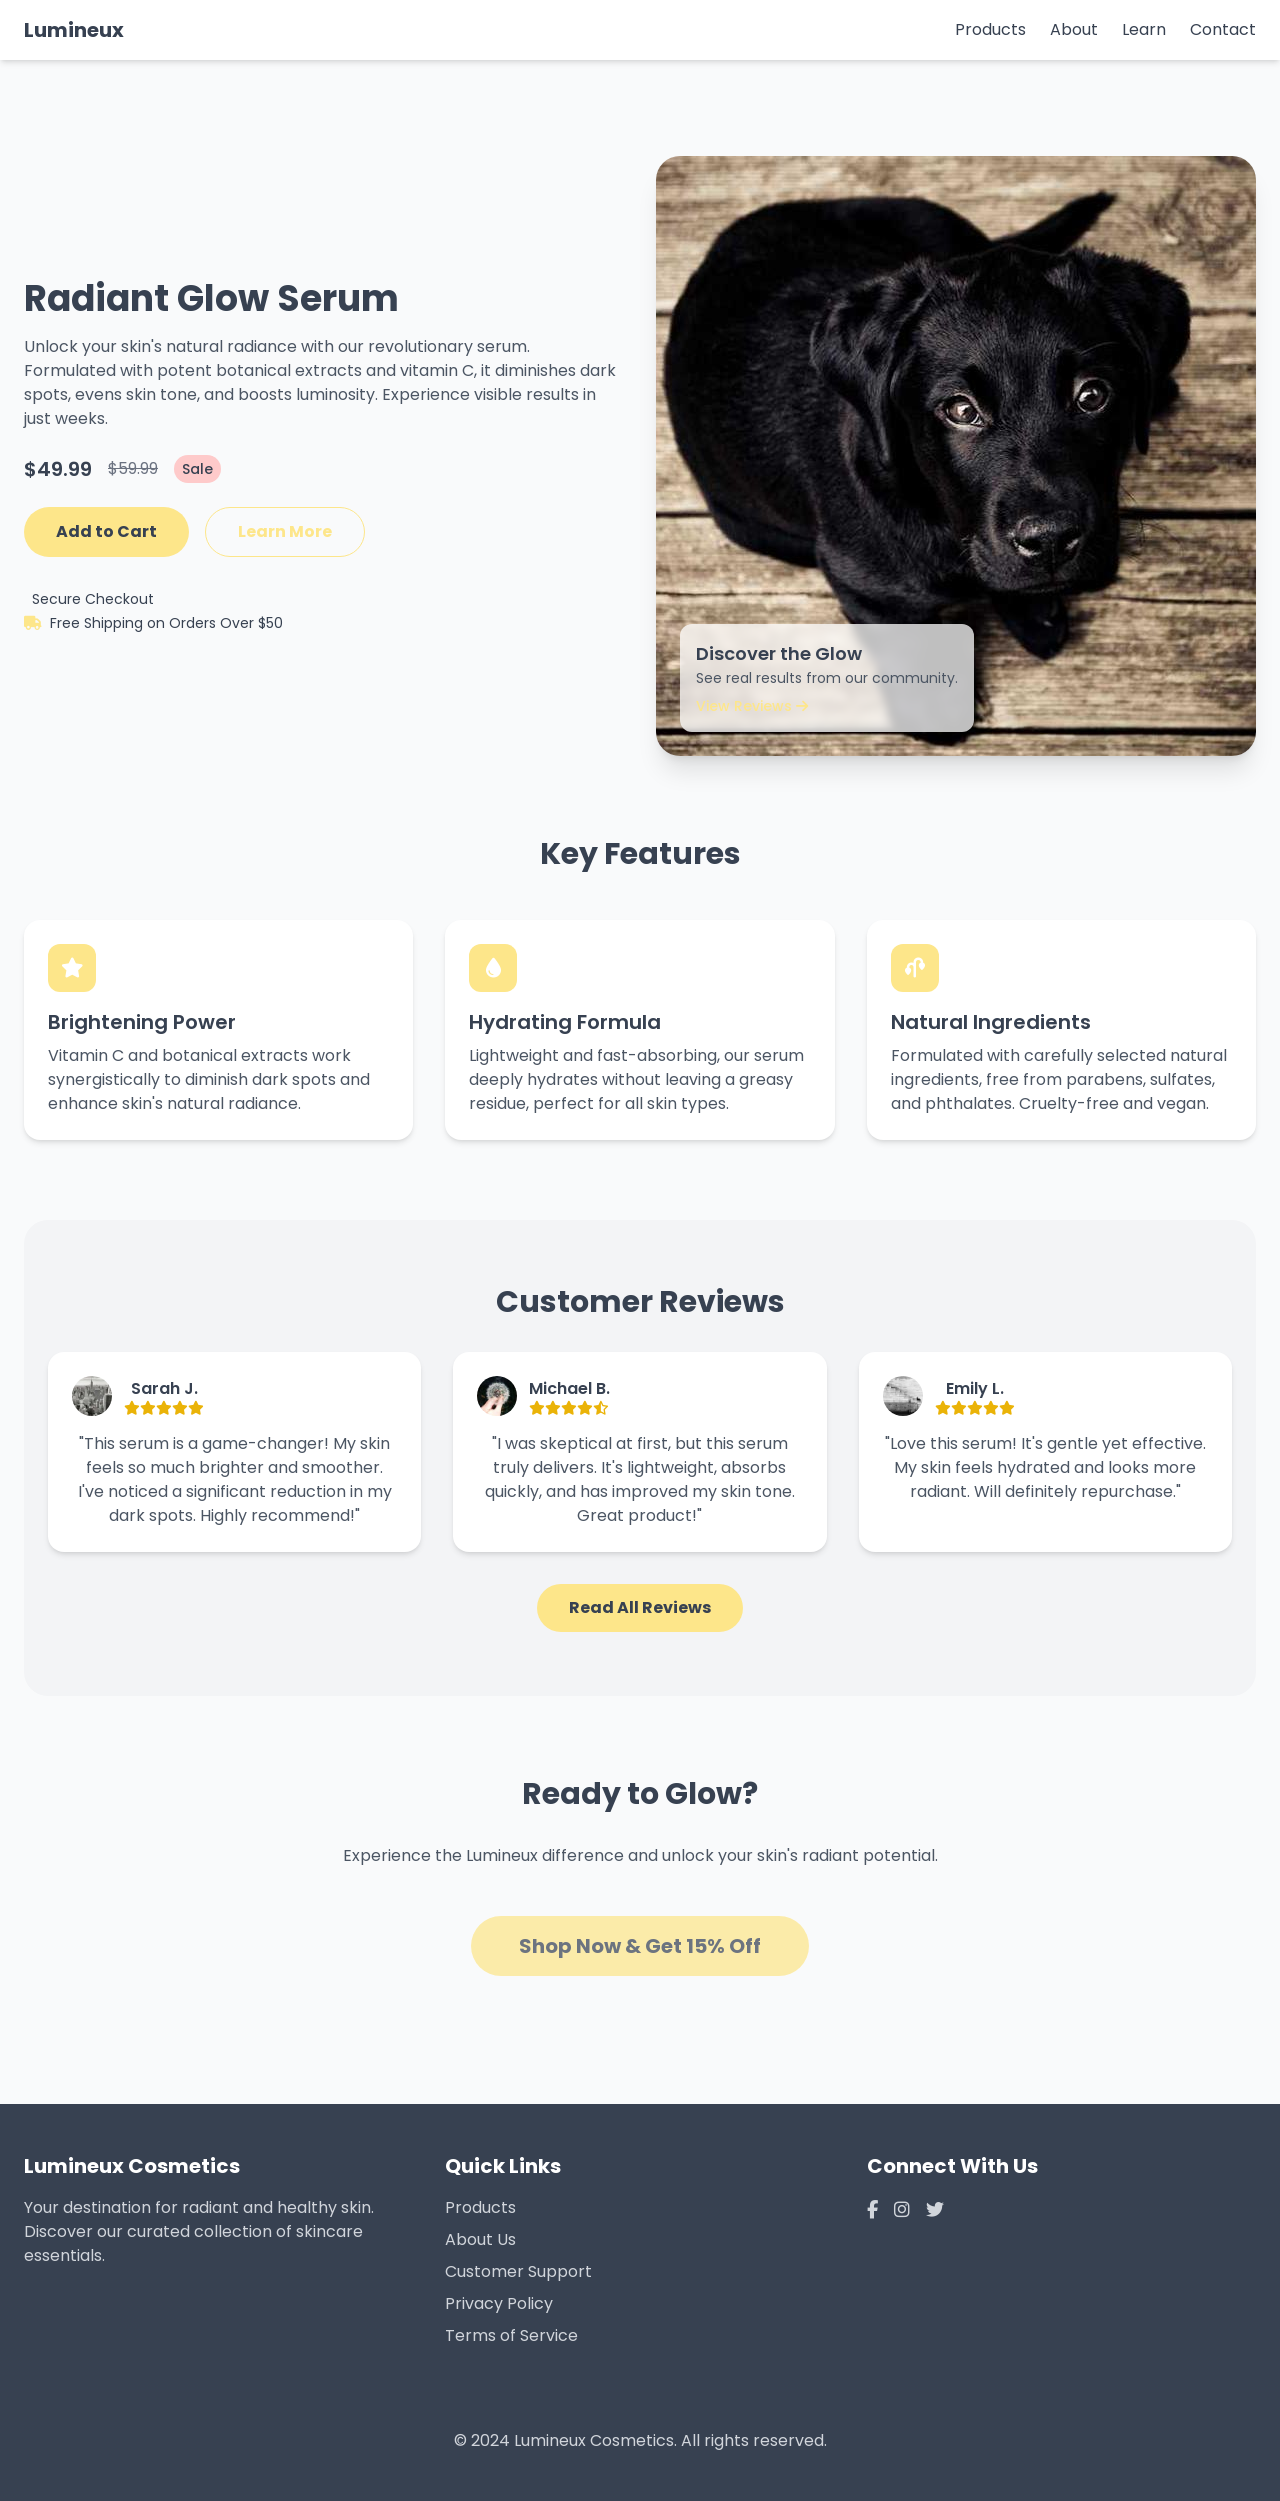 Lumineux
Products About Learn Contact
Radiant Glow Serum
Unlock your skin's natural radiance with our revolutionary serum.
Formulated with potent botanical extracts and vitamin C, it diminishes dark
spots, evens skin tone, and boosts luminosity. Experience visible results in
just weeks.
$49.99 $59.99 Sale
Add to Cart Learn More
Secure Checkout
Free Shipping on Orders Over $50
Discover the Glow
See real results from our community.
View Reviews →
Key Features
Brightening Power
Vitamin C and botanical extracts work
synergistically to diminish dark spots and
enhance skin's natural radiance.
Hydrating Formula
Lightweight and fast-absorbing, our serum
deeply hydrates without leaving a greasy
residue, perfect for all skin types.
Natural Ingredients
Formulated with carefully selected natural
ingredients, free from parabens, sulfates,
and phthalates. Cruelty-free and vegan.
Customer Reviews
Sarah J.
"This serum is a game-changer! My skin
feels so much brighter and smoother.
I've noticed a significant reduction in my
dark spots. Highly recommend!"
Michael B.
"I was skeptical at first, but this serum
truly delivers. It's lightweight, absorbs
quickly, and has improved my skin tone.
Great product!"
Emily L.
"Love this serum! It's gentle yet effective.
My skin feels hydrated and looks more
radiant. Will definitely repurchase."
Read All Reviews
Ready to Glow?
Experience the Lumineux difference and unlock your skin's radiant potential.
Shop Now & Get 15% Off
Lumineux Cosmetics
Your destination for radiant and healthy skin.
Discover our curated collection of skincare
essentials.
Quick Links
Products
About Us
Customer Support
Privacy Policy
Terms of Service
Connect With Us
© 2024 Lumineux Cosmetics. All rights reserved.